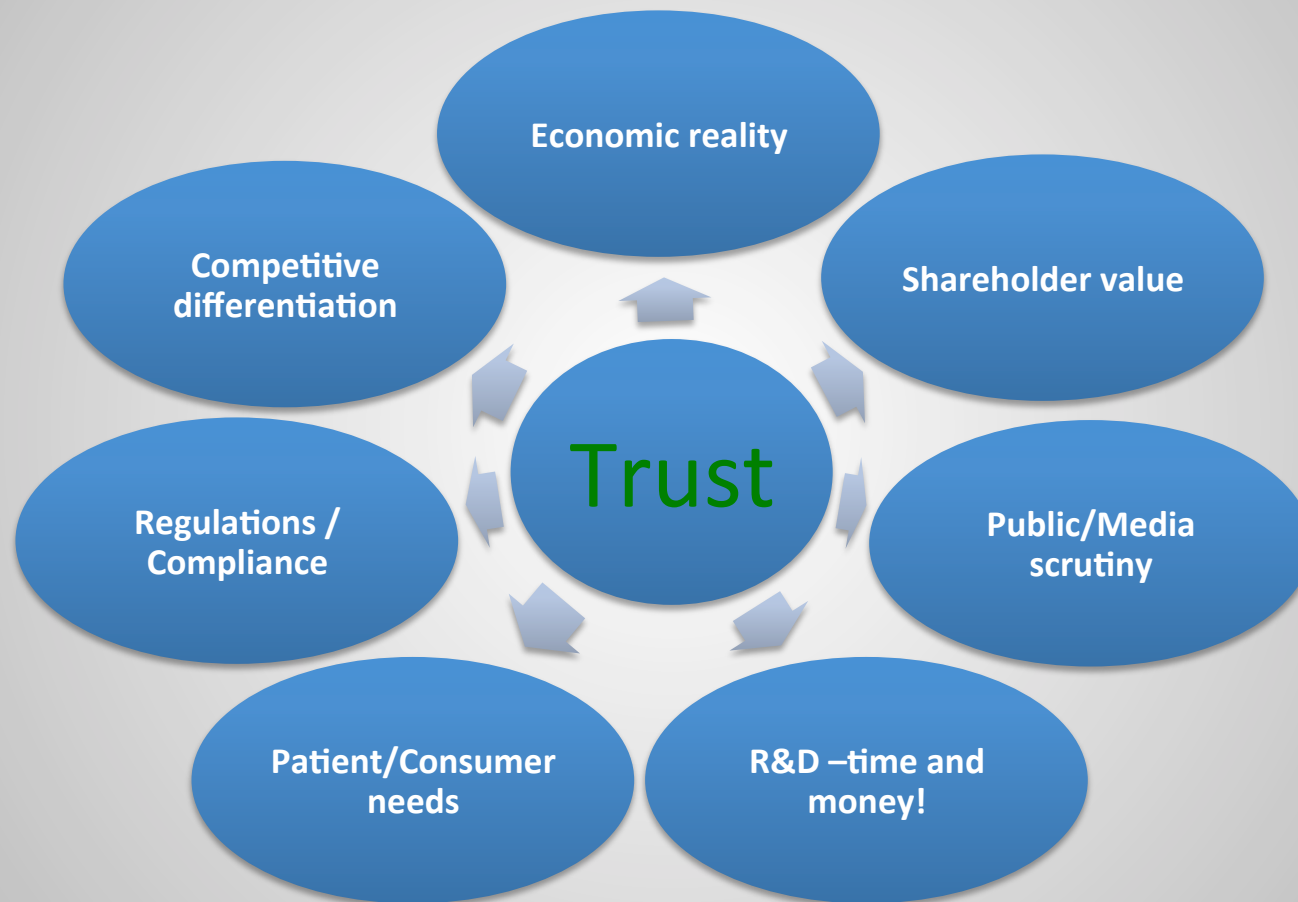 Economic reality
Competitive
differentiation
Shareholder value
Trust
Regulations /
Compliance
Public/Media
scrutiny
Patient/Consumer
needs
R&D –time and
money!